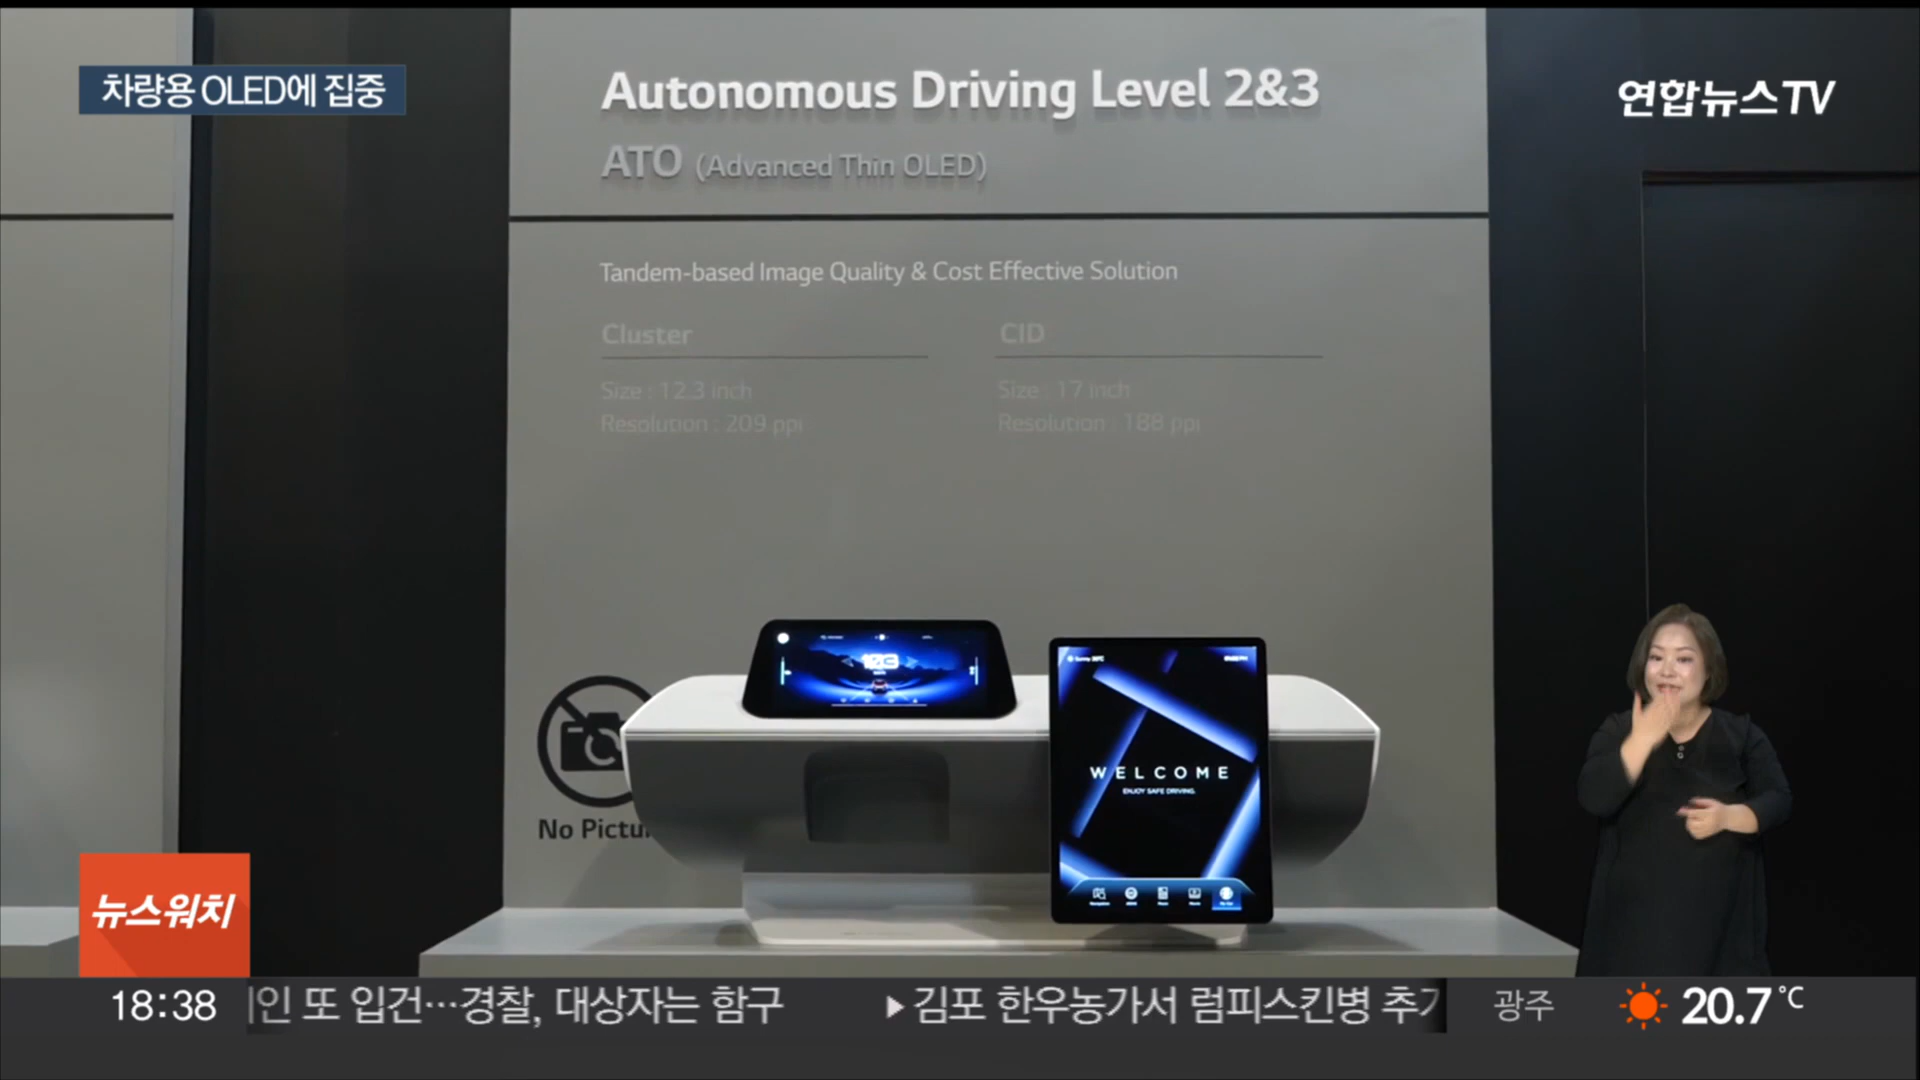 차량용 OLED에 집중
연합뉴스TV
Autonomous Driving Level 2&3
ATO (Advanced Thin OLED)
Tandem-based Image Quality & Cost Effective Solution
Cluster
Size : 12.3 inch
Resolution : 209 ppi
CID
Size : 17 inch
Resolution : 188 ppi
No Pictu
WELCOME
ENJOY SAFE DRIVING.
뉴스워치
18:38
인 또 입건…경찰, 대상자는 함구
▶김포 한우농가서 럼피스킨병 추가
광주
20.7℃